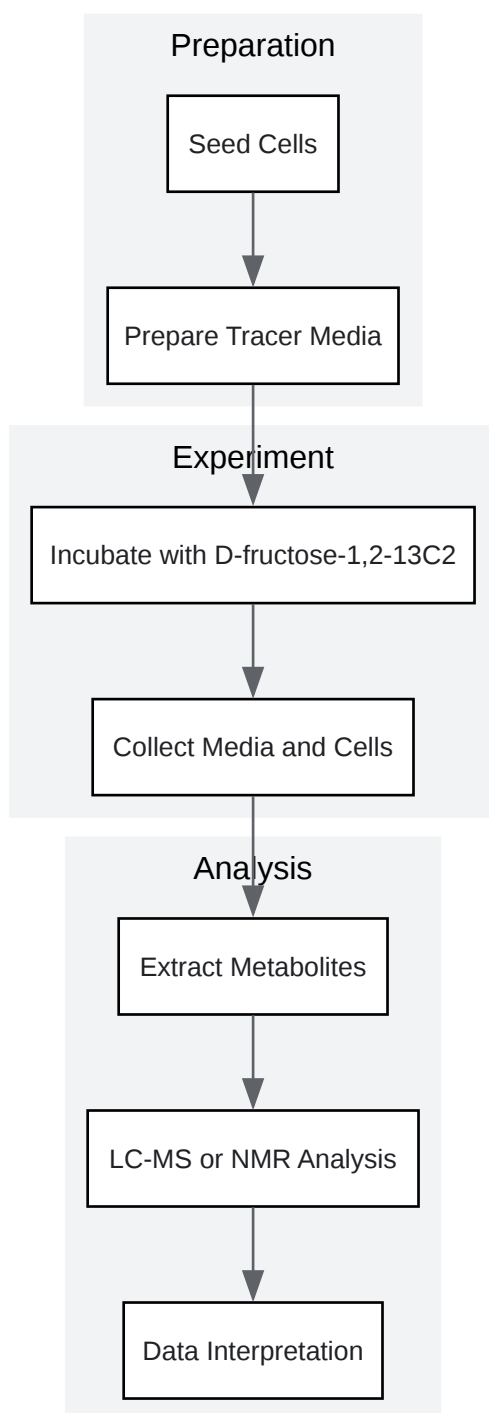 Preparation
Seed Cells
Prepare Tracer Media
Experiment
Incubate with D-fructose-1,2-13C2
Collect Media and Cells
Analysis
Extract Metabolites
LC-MS or NMR Analysis
Data Interpretation